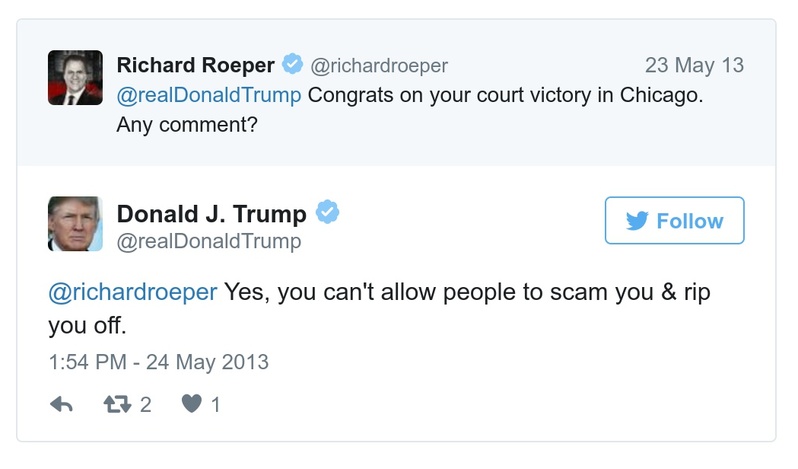 Richard Roeper @richardroeper 23 May 13
@realDonaldTrump Congrats on your court victory in Chicago.
Any comment?
Donald J. Trump
@realDonaldTrump
Follow
@richardroeper Yes, you can't allow people to scam you & rip
you off.
1:54 PM - 24 May 2013
2 1